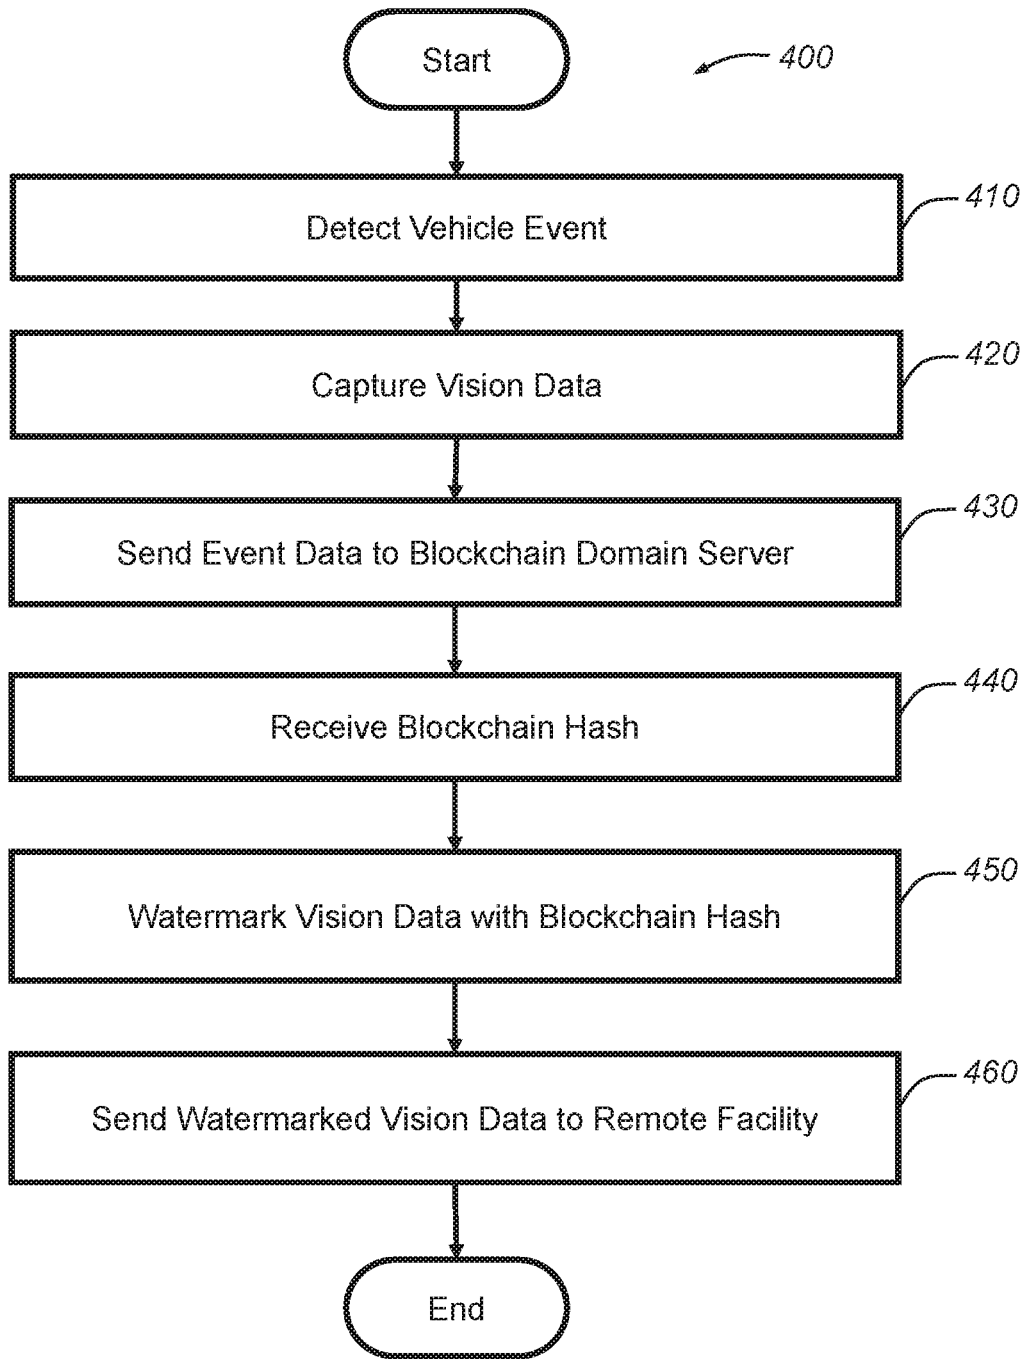 Start
400
Detect Vehicle Event
410
Capture Vision Data
420
Send Event Data to Blockchain Domain Server
430
Receive Blockchain Hash
440
Watermark Vision Data with Blockchain Hash
450
Send Watermarked Vision Data to Remote Facility
460
End